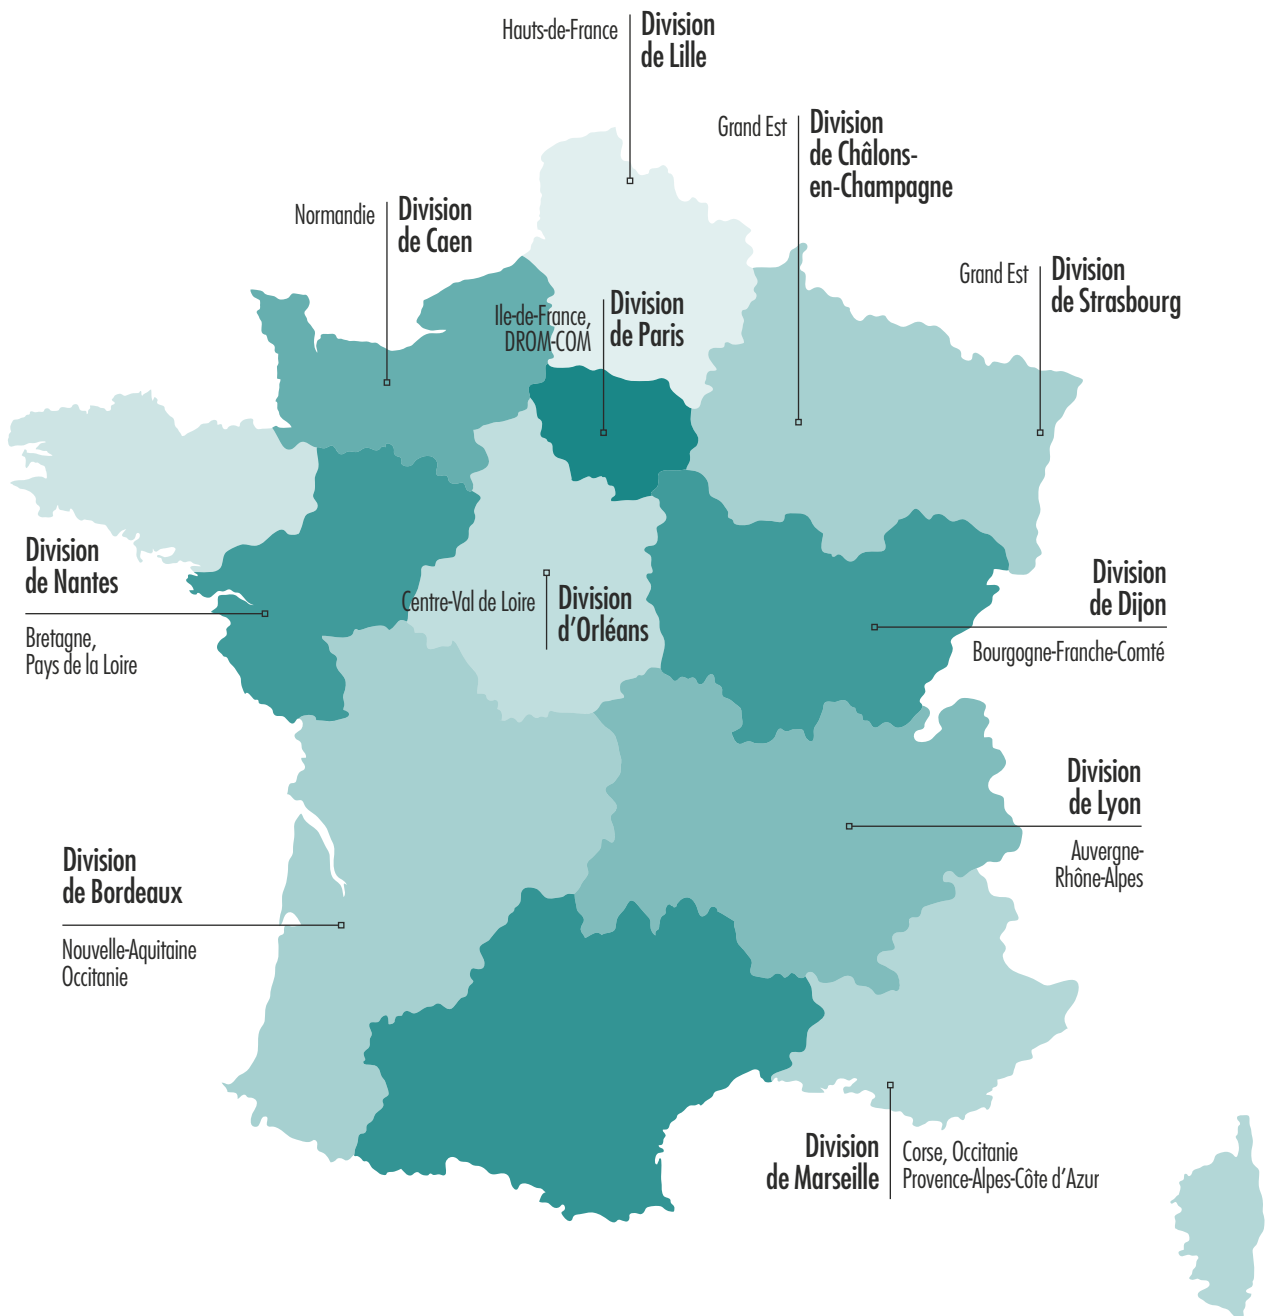 Hauts-de-France
Division
de Lille
Grand Est
Division
de Châlons-
en-Champagne
Normandie
Division
de Caen
Grand Est
Division
de Strasbourg
Ile-de-France,
DROM-COM
Division
de Paris
Division
de Nantes
Bretagne,
Pays de la Loire
Centre-Val de Loire
Division
d'Orléans
Division
de Dijon
Bourgogne-Franche-Comté
Division
de Lyon
Auvergne-
Rhône-Alpes
Division
de Bordeaux
Nouvelle-Aquitaine
Occitanie
Division
de Marseille
Corse, Occitanie
Provence-Alpes-Côte d'Azur